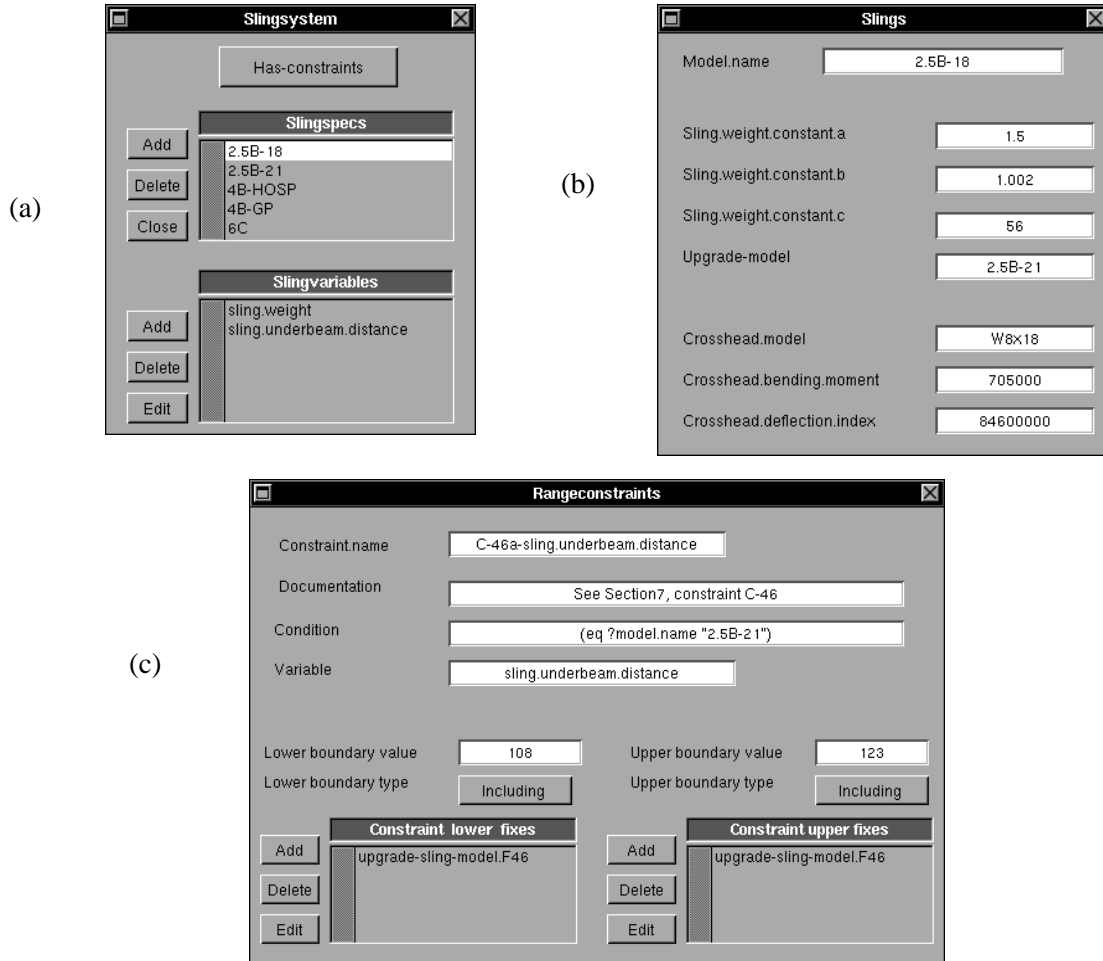 (a)
Slingsystem
Has-constraints
Slingspecs
Add
Delete
Close
2.5B-18
2.5B-21
4B-HOSP
4B-GP
6C
Slingvariables
Add
Delete
Edit
sling.weight
sling.underbeam.distance
(b)
Slings
Model.name 2.5B-18
Sling.weight.constant.a 1.5
Sling.weight.constant.b 1.002
Sling.weight.constant.c 56
Upgrade-model 2.5B-21
Crosshead.model W8x18
Crosshead.bending.moment 705000
Crosshead.deflection.index 84600000
(c)
Rangeconstraints
Constraint.name C-46a-sling.underbeam.distance
Documentation See Section7, constraint C-46
Condition (eq ?model.name "2.5B-21")
Variable sling.underbeam.distance
Lower boundary value 108
Lower boundary type Including
Constraint lower fixes
Add
Delete
Edit
upgrade-sling-model.F46
Upper boundary value 123
Upper boundary type Including
Constraint upper fixes
Add
Delete
Edit
upgrade-sling-model.F46